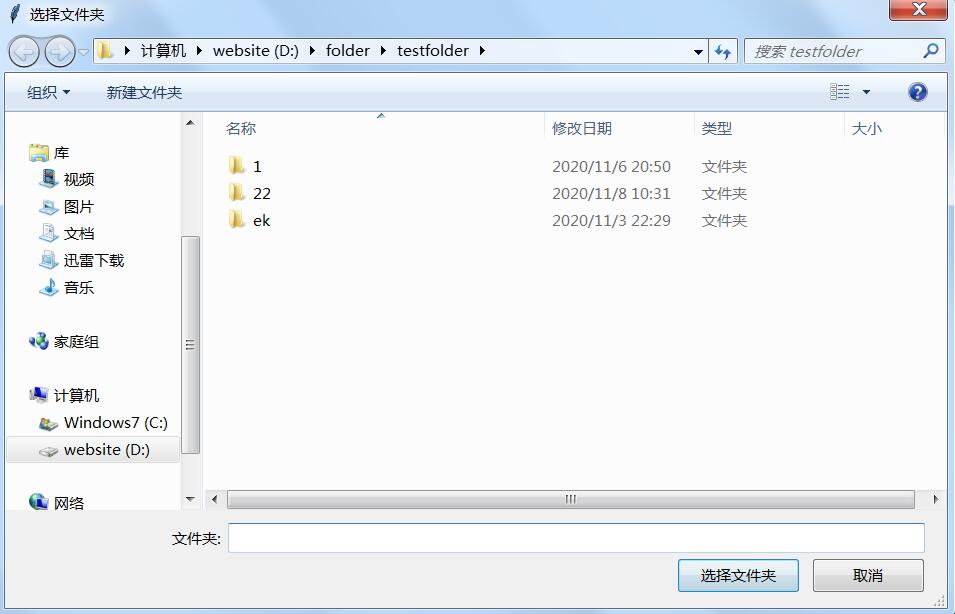 选择文件夹
计算机 website (D:) folder testfolder 搜索 testfolder
组织 新建文件夹
名称 修改日期 类型 大小
库
视频
图片
文档
迅雷下载
音乐
家庭组
计算机
Windows7 (C:)
website (D:)
网络
1 2020/11/6 20:50 文件夹
22 2020/11/8 10:31 文件夹
ek 2020/11/3 22:29 文件夹
文件夹:
选择文件夹 取消